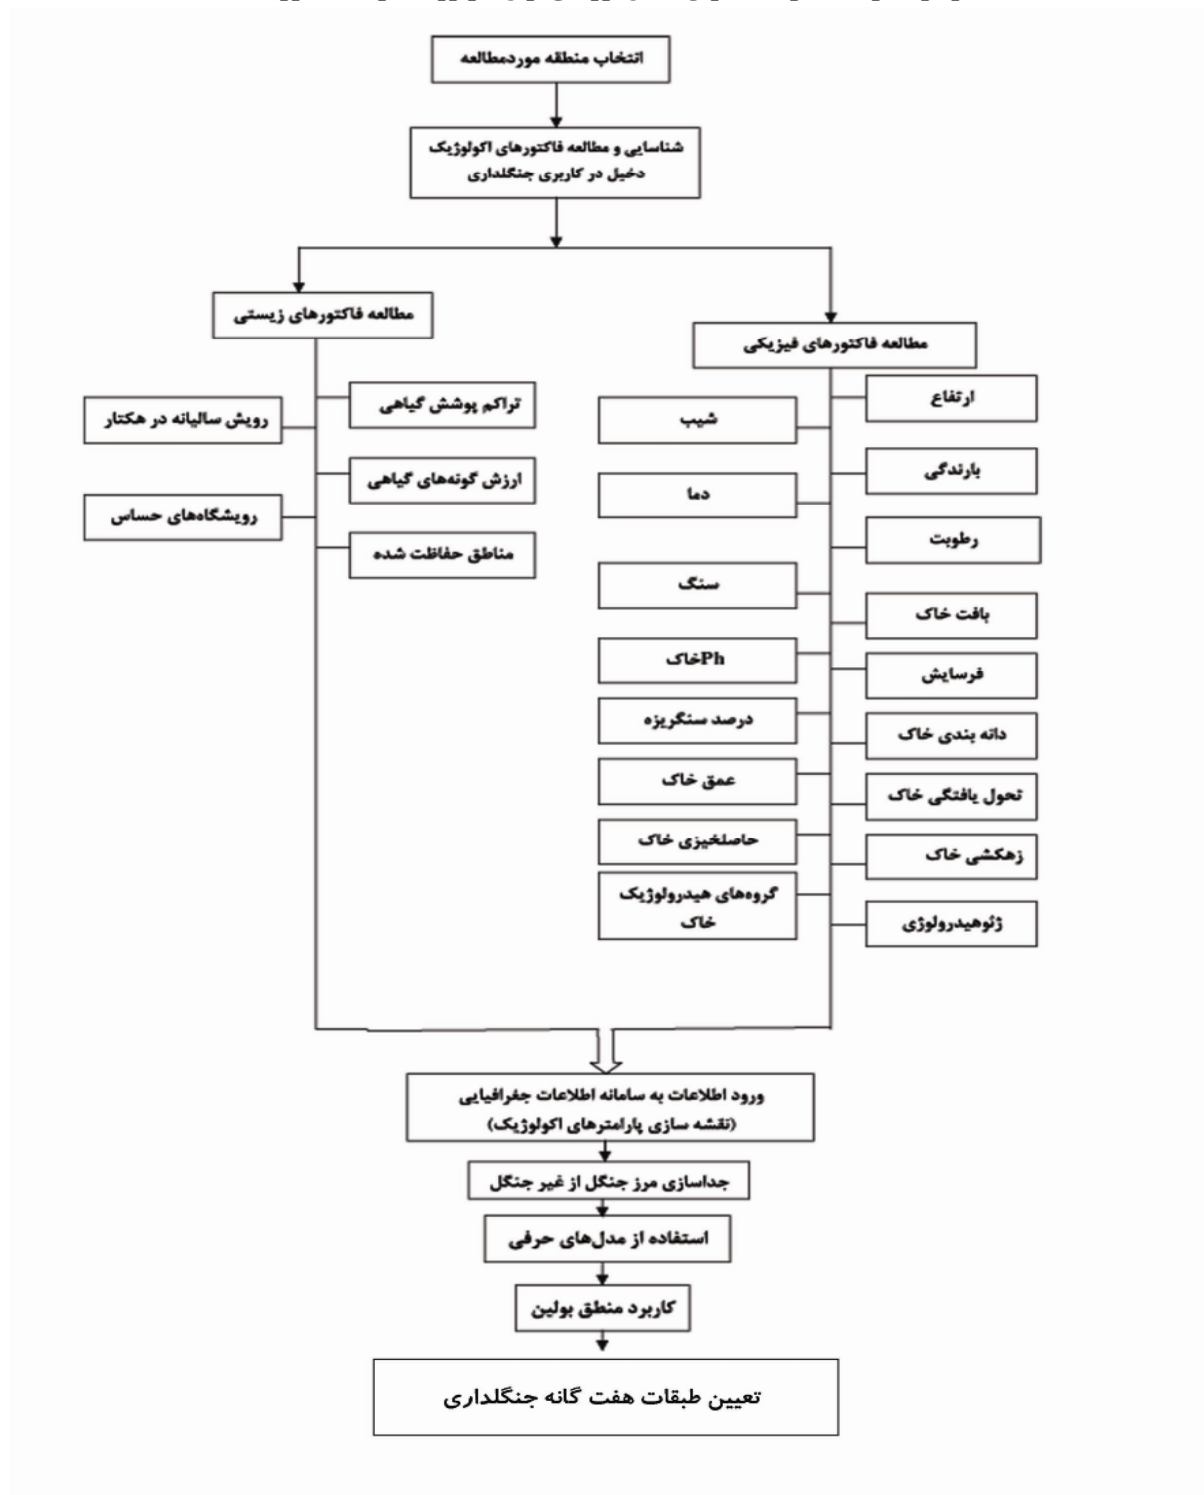 انتخاب منطقه موردمطالعه
شناسایی و مطالعه فاکتورهای اکولوژیک
دخیل در کاربری جنگلداری
مطالعه فاکتورهای زیستی
مطالعه فاکتورهای فیزیکی
تراکم پوشش گیاهی
رویش سالیانه در هکتار
ارزش گونه‌های گیاهی
رویشگاه‌های حساس
مناطق حفاظت شده
ارتفاع
شیب
بارندگی
دما
رطوبت
سنگ
بافت خاک
Phخاک
فرسایش
درصد سنگریزه
دانه بندی خاک
عمق خاک
تحول یافتگی خاک
حاصلخیزی خاک
زهکشی خاک
گروه‌های هیدرولوژیک
خاک
ژئوهیدرولوژی
ورود اطلاعات به سامانه اطلاعات جغرافیایی
(نقشه سازی پارامترهای اکولوژیک)
جداسازی مرز جنگل از غیر جنگل
استفاده از مدل‌های حرفی
کاربرد منطق بولین
تعیین طبقات هفت گانه جنگلداری